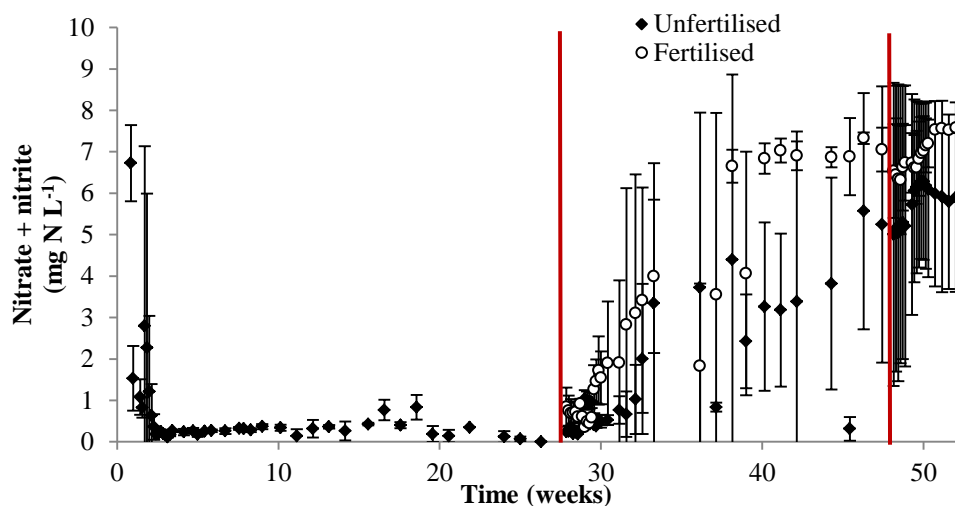 Unfertilised
Fertilised
Nitrate + nitrite
(mg N L⁻¹)
10
9
8
7
6
5
4
3
2
1
0
0 10 20 30 40 50
Time (weeks)